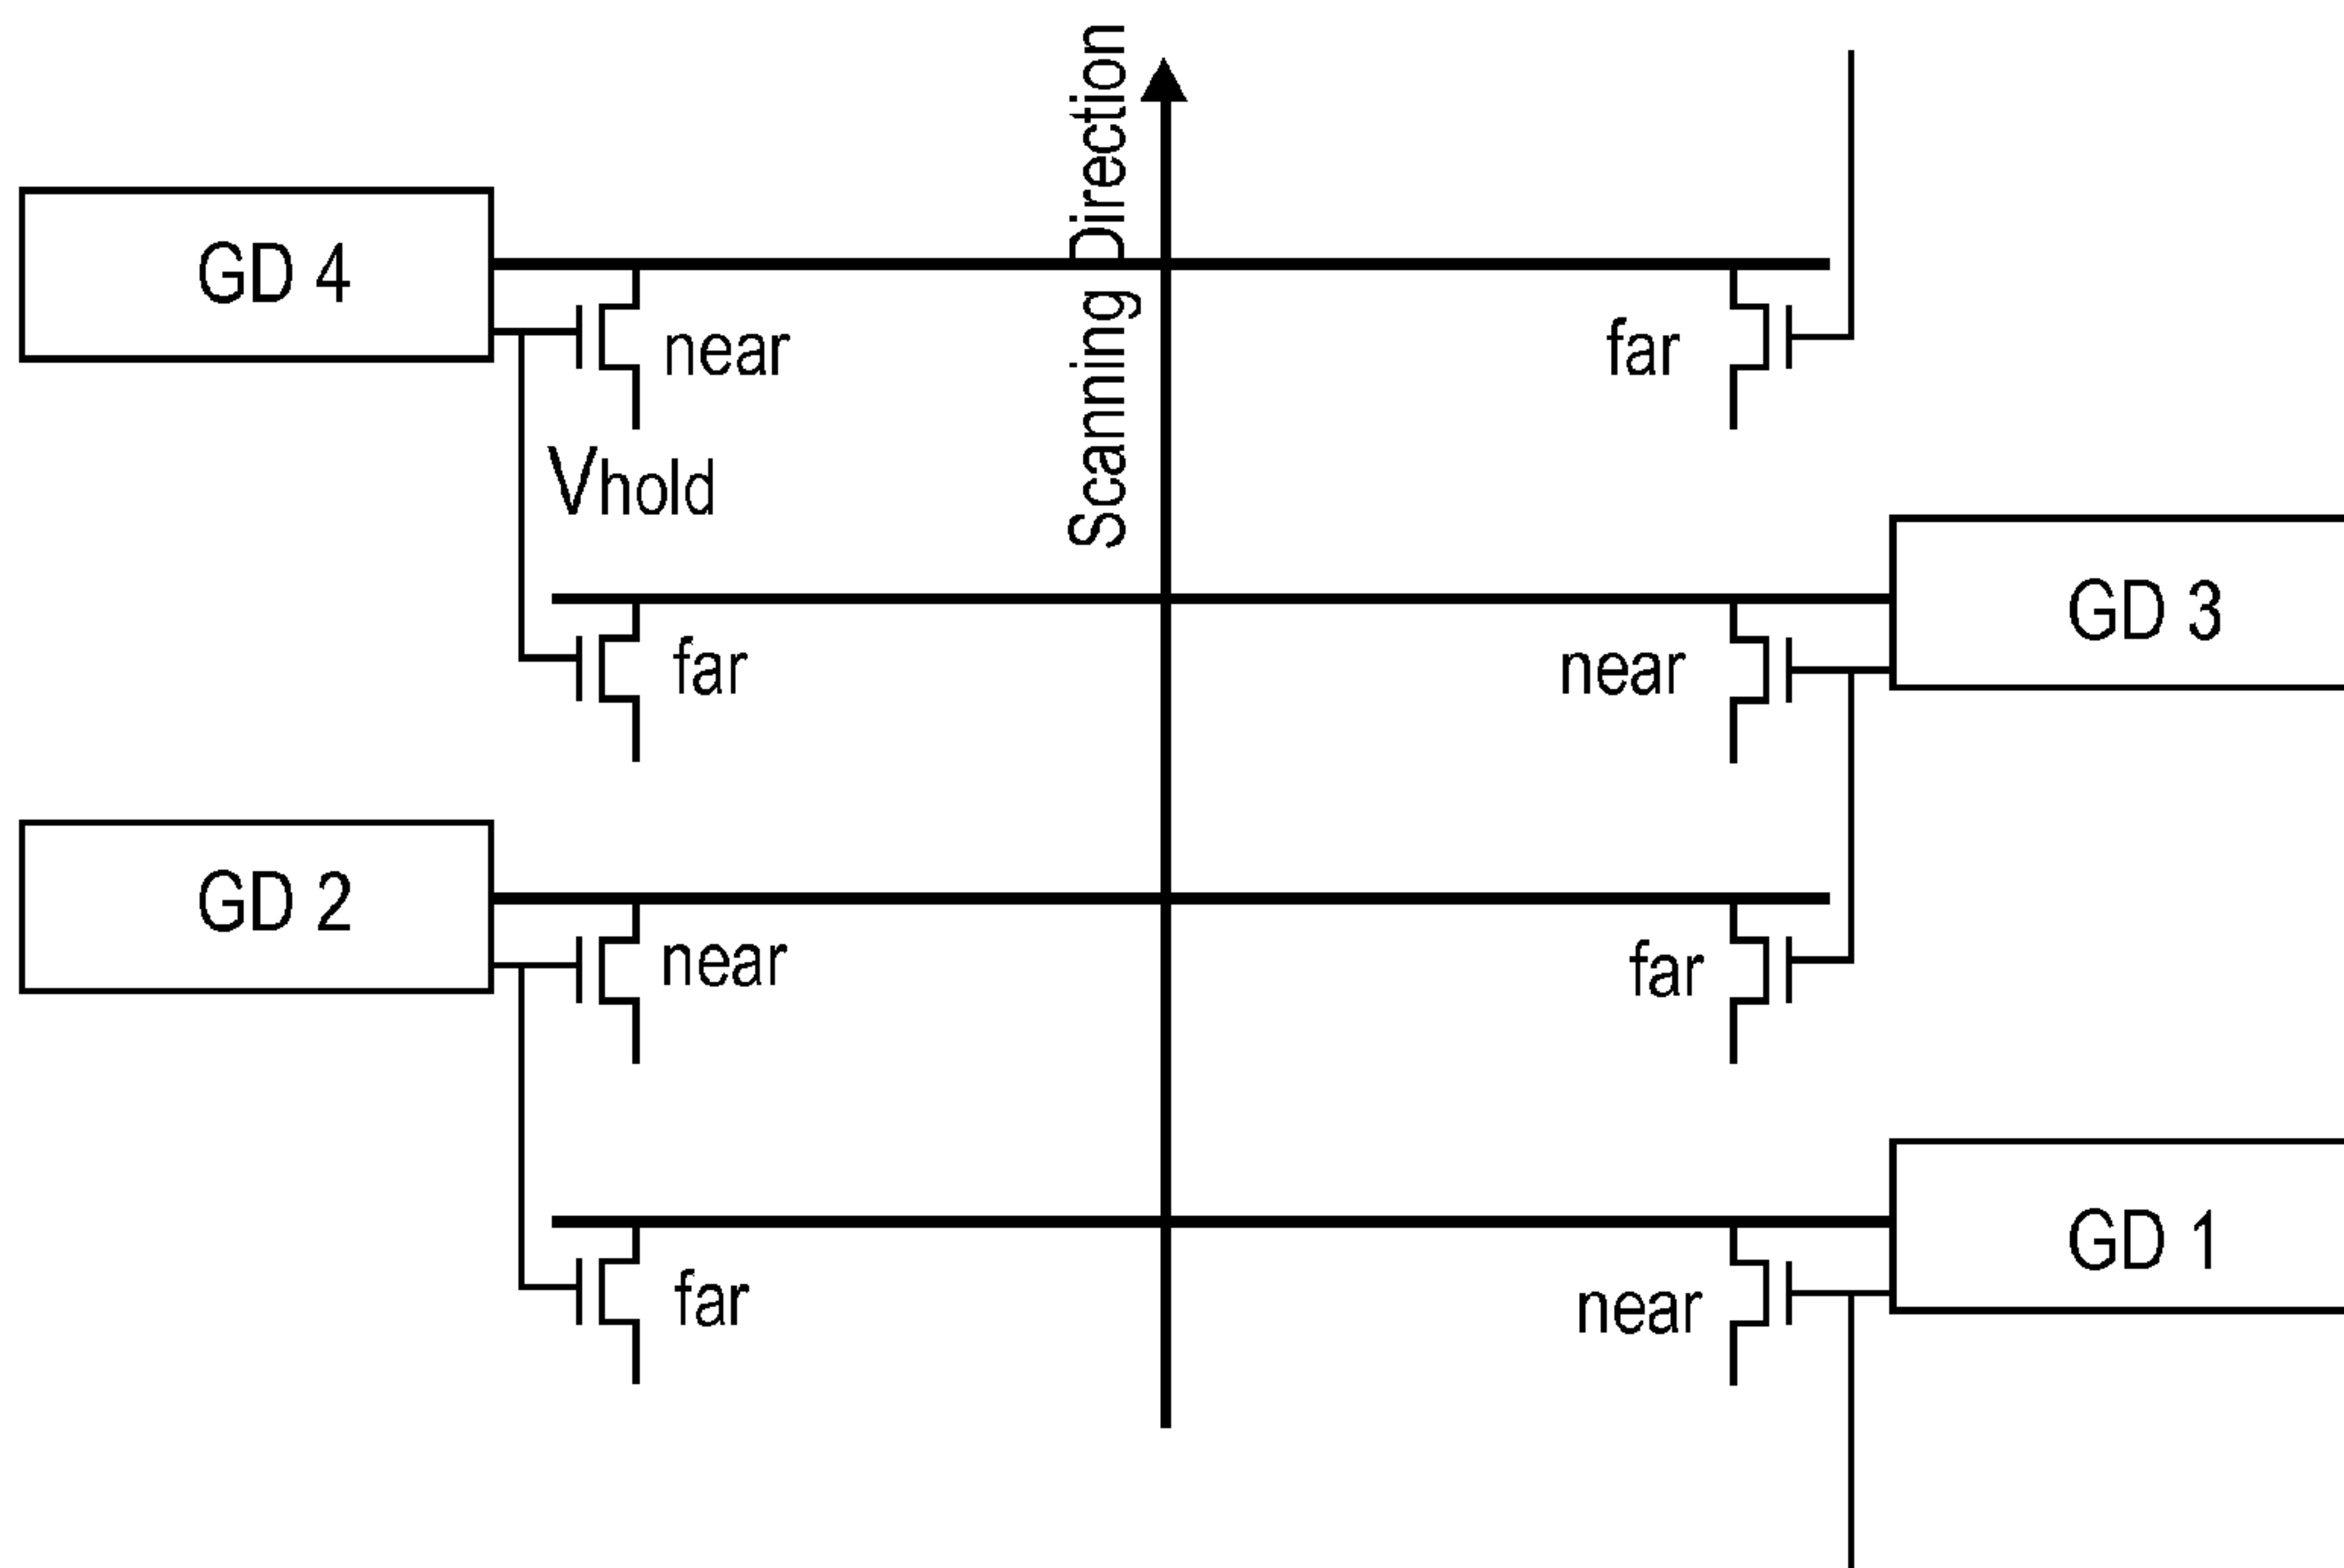 Scanning Direction
GD 4
near
far
Vhold
GD 3
far
near
GD 2
near
far
GD 1
far
near